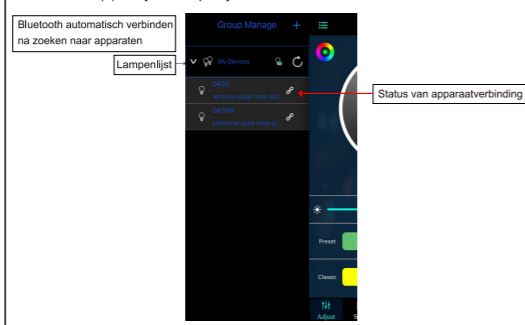 Bluetooth automatisch verbinden
na zoeken naar apparaten
Group Manage +
Lampenlijst
My Devices
Status van apparaatverbinding
Preset
Classic
Adjust